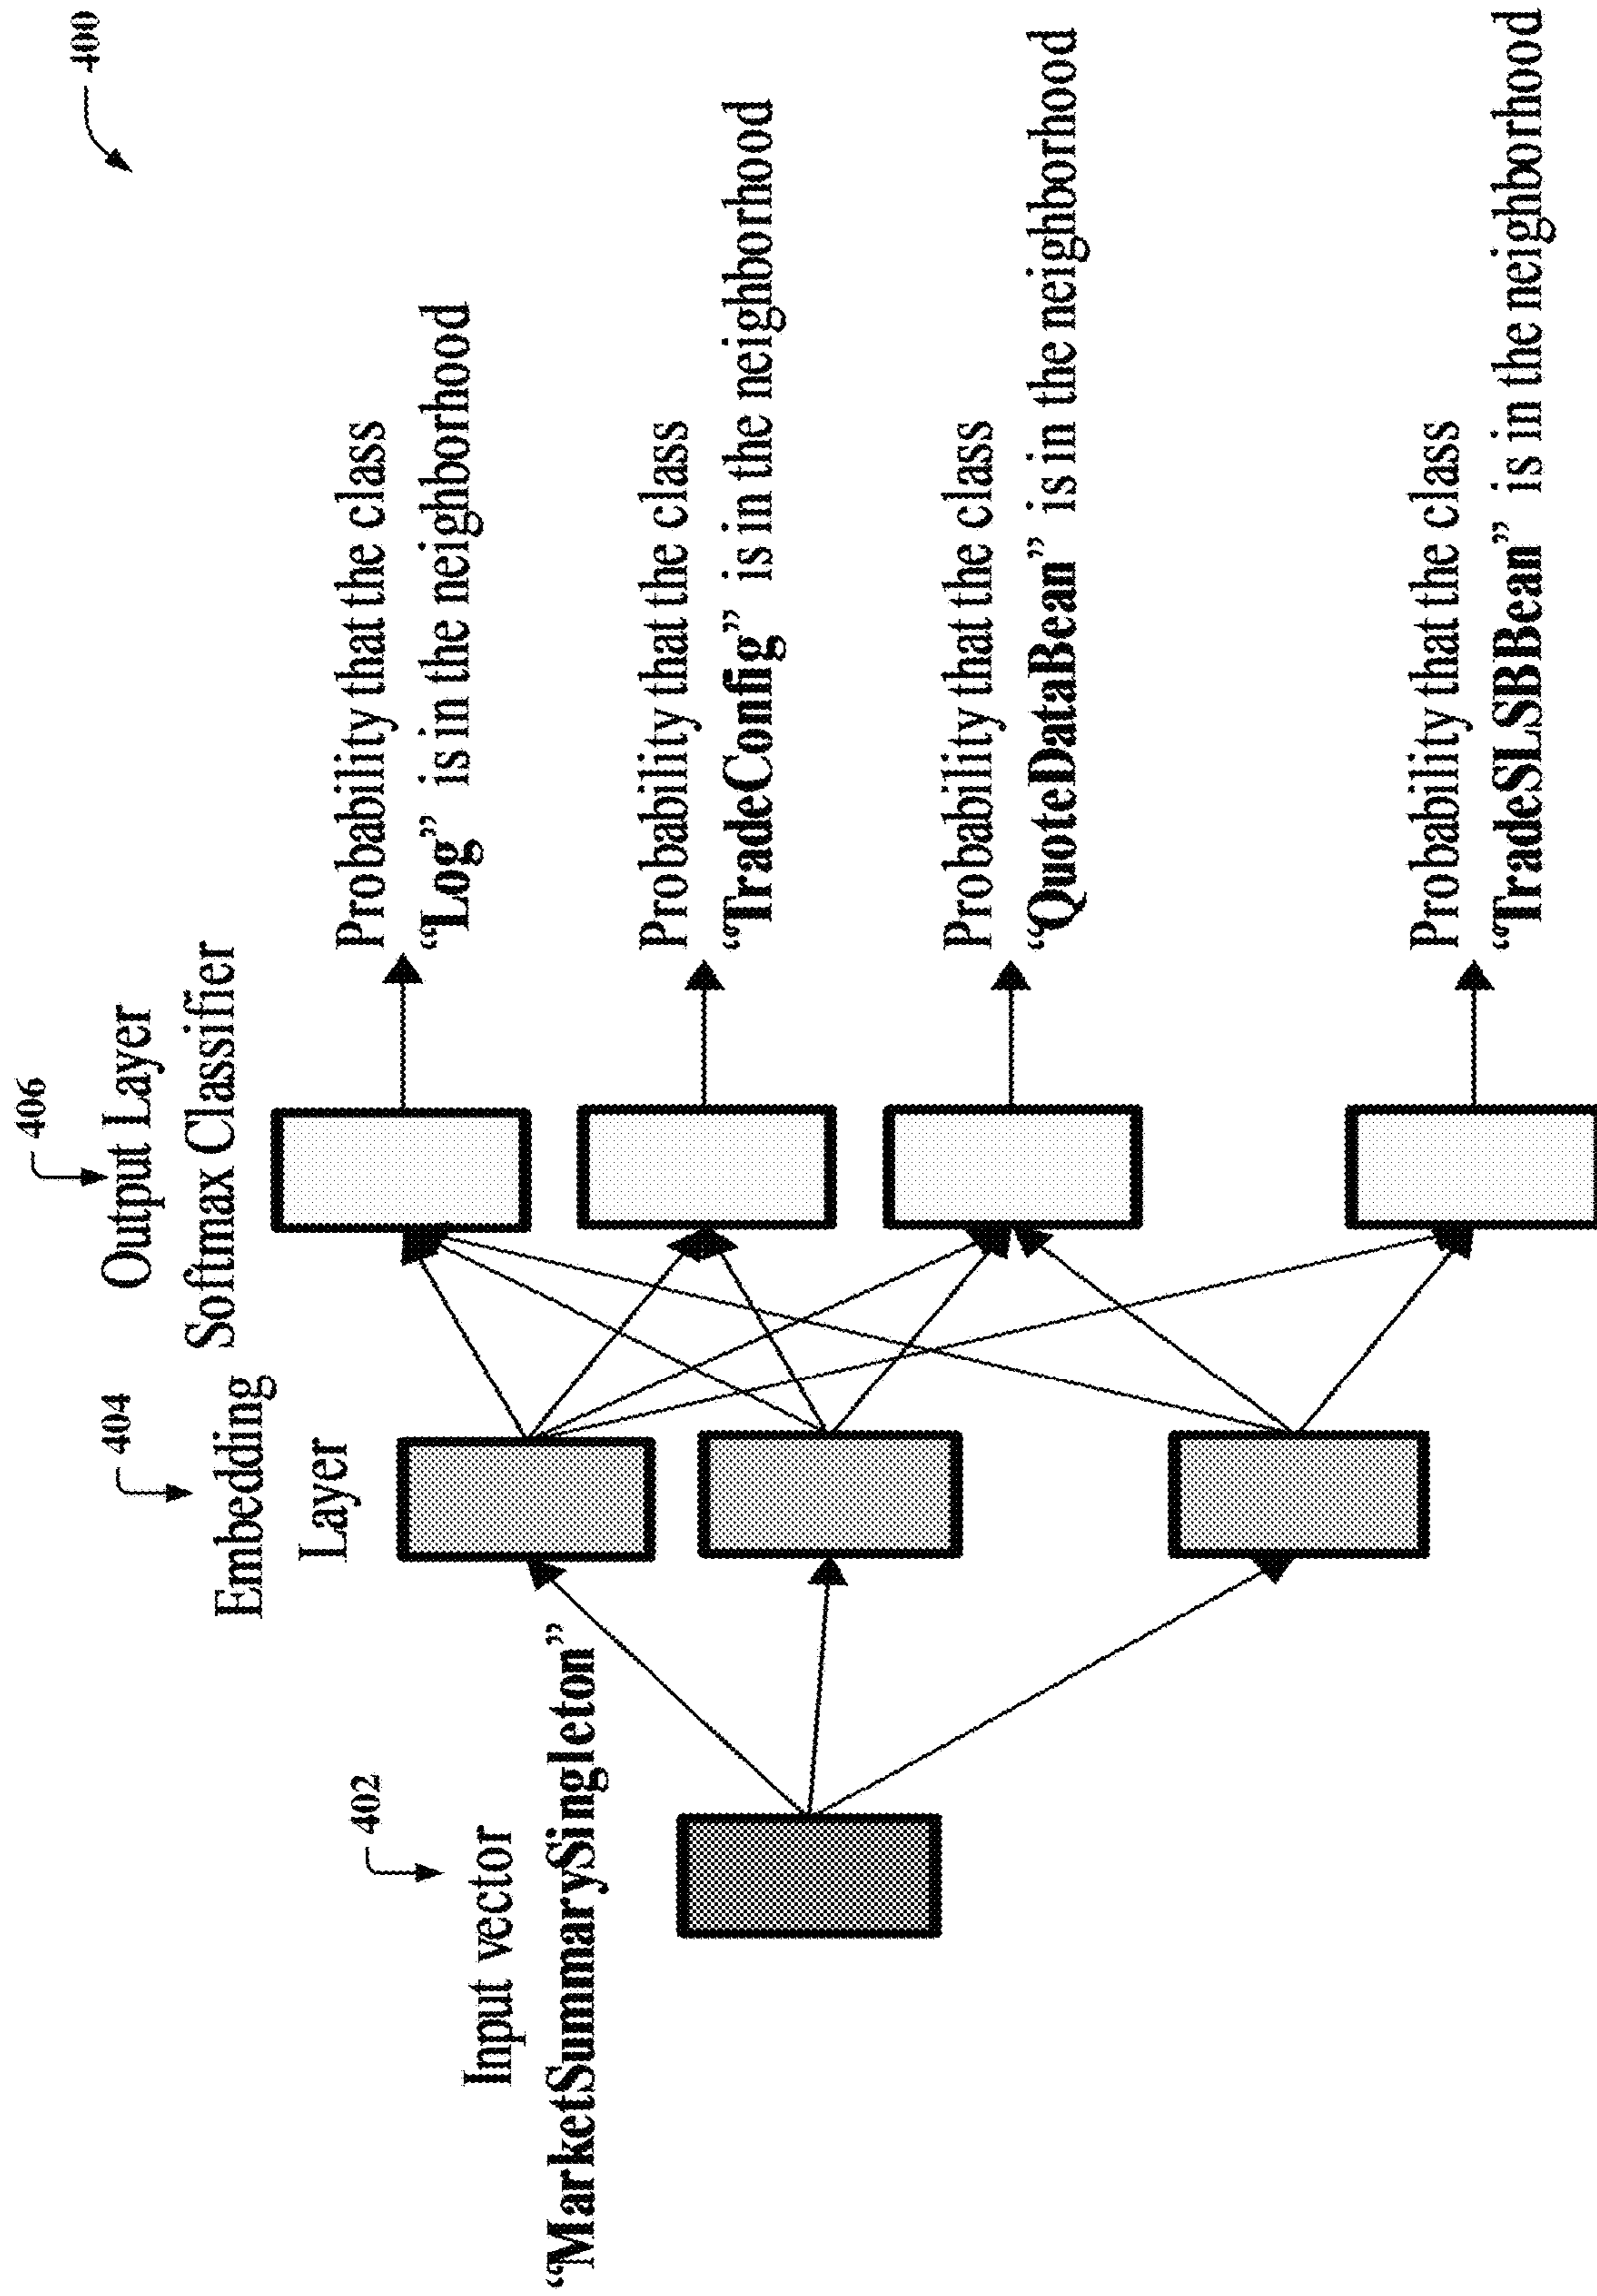 400
402
Input vector
“MarketSummarySingleton”
404
Embedding
Layer
406
Output Layer
Softmax Classifier
Probability that the class
“Log” is in the neighborhood
Probability that the class
“TradeConfig” is in the neighborhood
Probability that the class
“QuoteDataBean” is in the neighborhood
Probability that the class
“TradeSLSBBean” is in the neighborhood